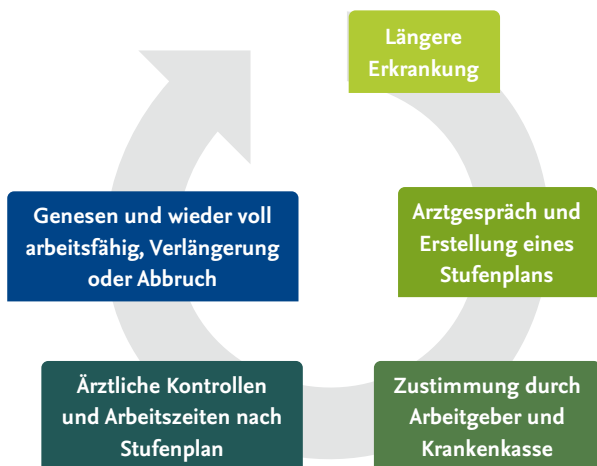 Längere
Erkrankung
Arztgespräch und
Erstellung eines
Stufenplans
Zustimmung durch
Arbeitgeber und
Krankenkasse
Ärztliche Kontrollen
und Arbeitszeiten nach
Stufenplan
Genesen und wieder voll
arbeitsfähig, Verlängerung
oder Abbruch